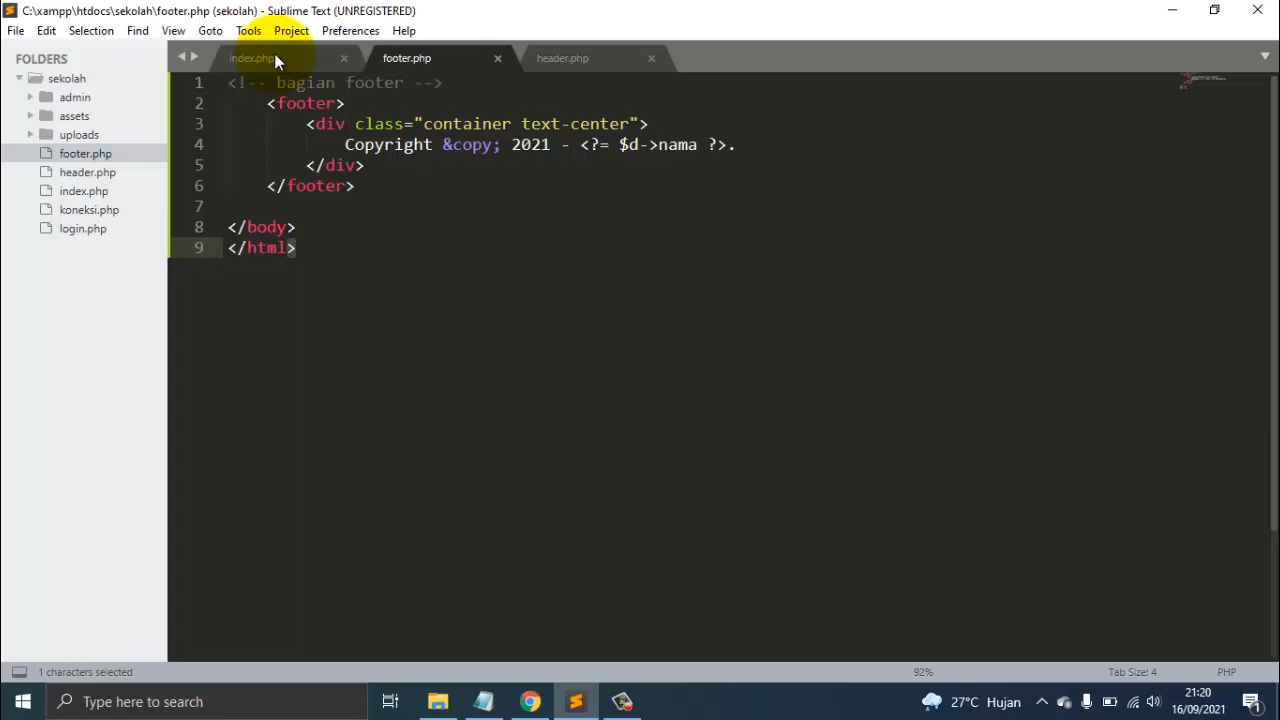 C:\xampp\htdocs\sekolah\footer.php (sekolah) - Sublime Text (UNREGISTERED)
File Edit Selection Find View Goto Tools Project Preferences Help
FOLDERS
sekolah
admin
assets
uploads
footer.php
header.php
index.php
koneksi.php
login.php
index.php footer.php header.php
1 <!-- bagian footer -->
2 <footer>
3 <div class="container text-center">
4 Copyright &copy; 2021 - <?= $d->nama ?>.
5 </div>
6 </footer>
7
8 </body>
9 </html>
1 characters selected 92% Tab Size: 4 PHP
Type here to search
27°C Hujan
21:20
16/09/2021
1